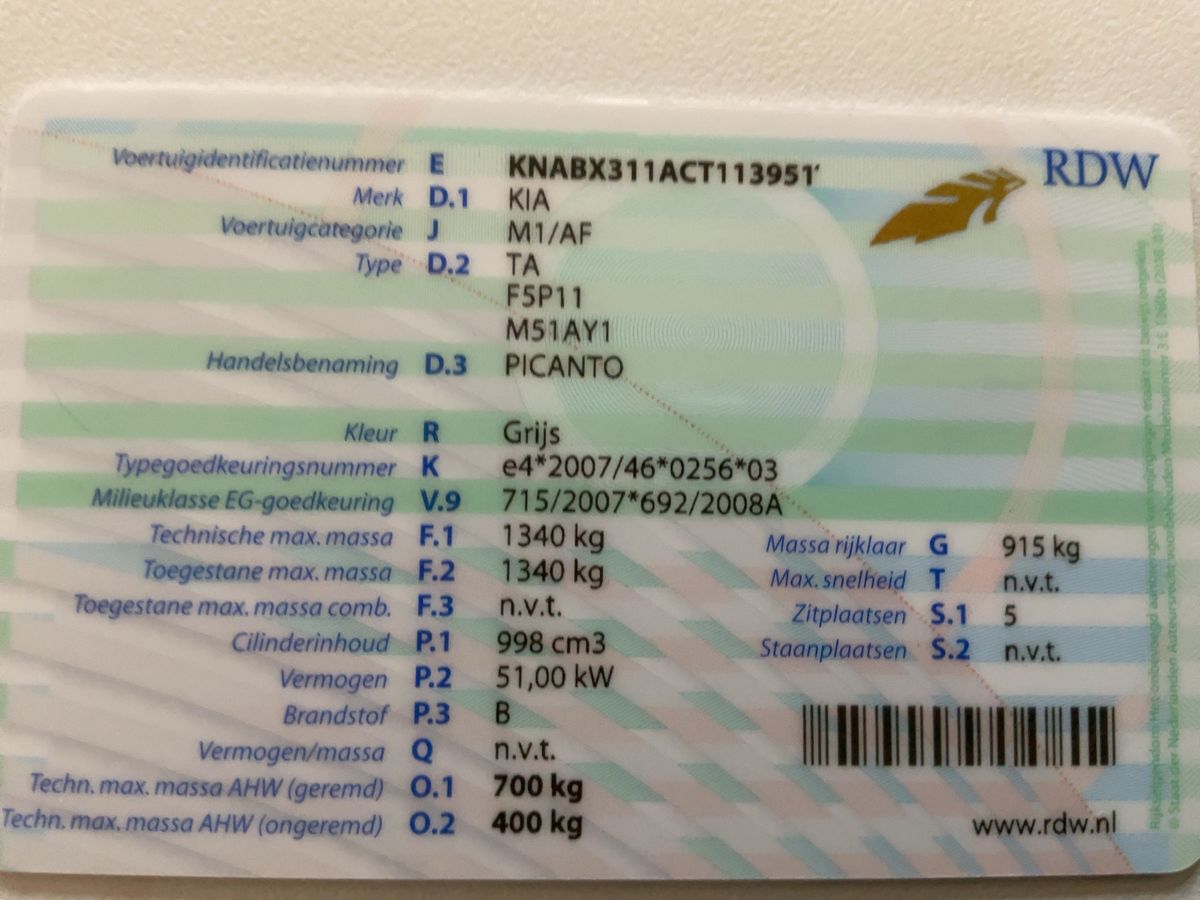 Voertuigidentificatienummer E KNABX311ACT113951
RDW
Merk D.1 KIA
Voertuigcategorie J M1/AF
Type D.2 TA
F5P11
M51AY1
Handelsbenaming D.3 PICANTO
Kleur R Grijs
Typegoedkeuringsnummer K e4*2007/46*0256*03
Milieuklasse EG-goedkeuring V.9 715/2007*692/2008A
Technische max. massa F.1 1340 kg
Massa rijklaar G 915 kg
Toegestane max. massa F.2 1340 kg
Max. snelheid T n.v.t.
Toegestane max. massa comb. F.3 n.v.t.
Zitplaatsen S.1 5
Cilinderinhoud P.1 998 cm3
Staanplaatsen S.2 n.v.t.
Vermogen P.2 51,00 kW
Brandstof P.3 B
Vermogen/massa Q n.v.t.
Techn. max. massa AHW (geremd) O.1 700 kg
Techn. max. massa AHW (ongeremd) O.2 400 kg
www.rdw.nl